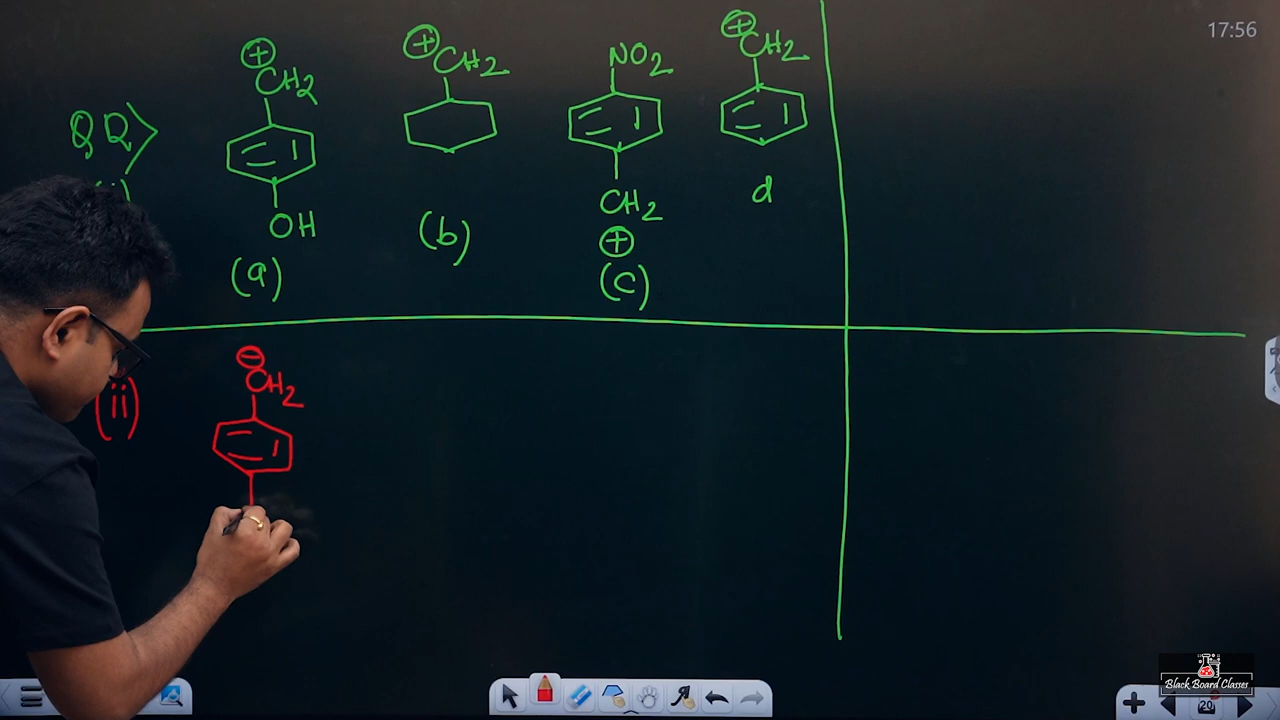 17:56
QQ>
(i)
⊕
CH2
OH
(a)
⊕
CH2
(b)
NO2
CH2
⊕
(c)
⊕
CH2
d
(ii)
⊖
CH2
Black Board Classes
20